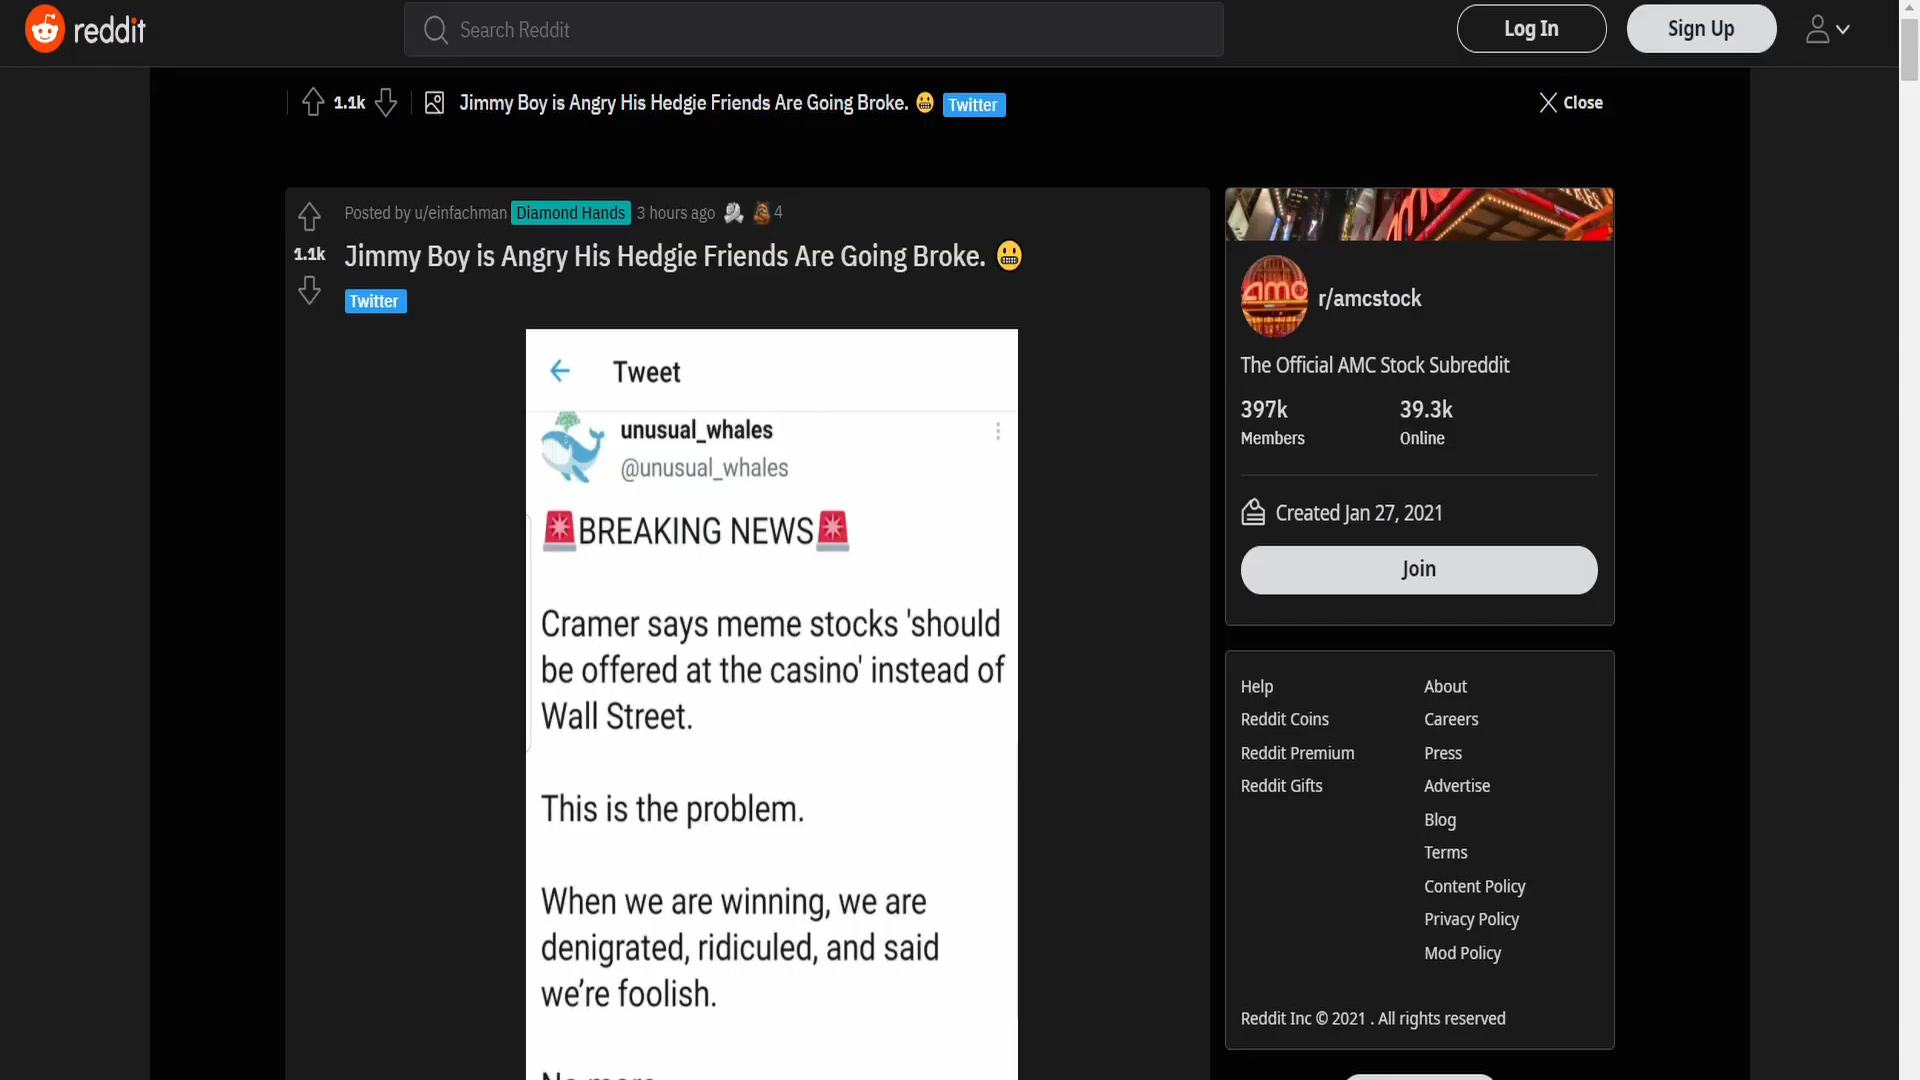 reddit
Search Reddit
Log In
Sign Up
1.1k
Jimmy Boy is Angry His Hedgie Friends Are Going Broke. 😬 Twitter
Close
Posted by u/einfachman Diamond Hands 3 hours ago 4
1.1k
Jimmy Boy is Angry His Hedgie Friends Are Going Broke. 😬
Twitter
Tweet
unusual_whales
@unusual_whales
🚨BREAKING NEWS🚨
Cramer says meme stocks 'should
be offered at the casino' instead of
Wall Street.
This is the problem.
When we are winning, we are
denigrated, ridiculed, and said
we’re foolish.
No more
amc
r/amcstock
The Official AMC Stock Subreddit
397k
39.3k
Members
Online
Created Jan 27, 2021
Join
Help
About
Reddit Coins
Careers
Reddit Premium
Press
Reddit Gifts
Advertise
Blog
Terms
Content Policy
Privacy Policy
Mod Policy
Reddit Inc © 2021 . All rights reserved